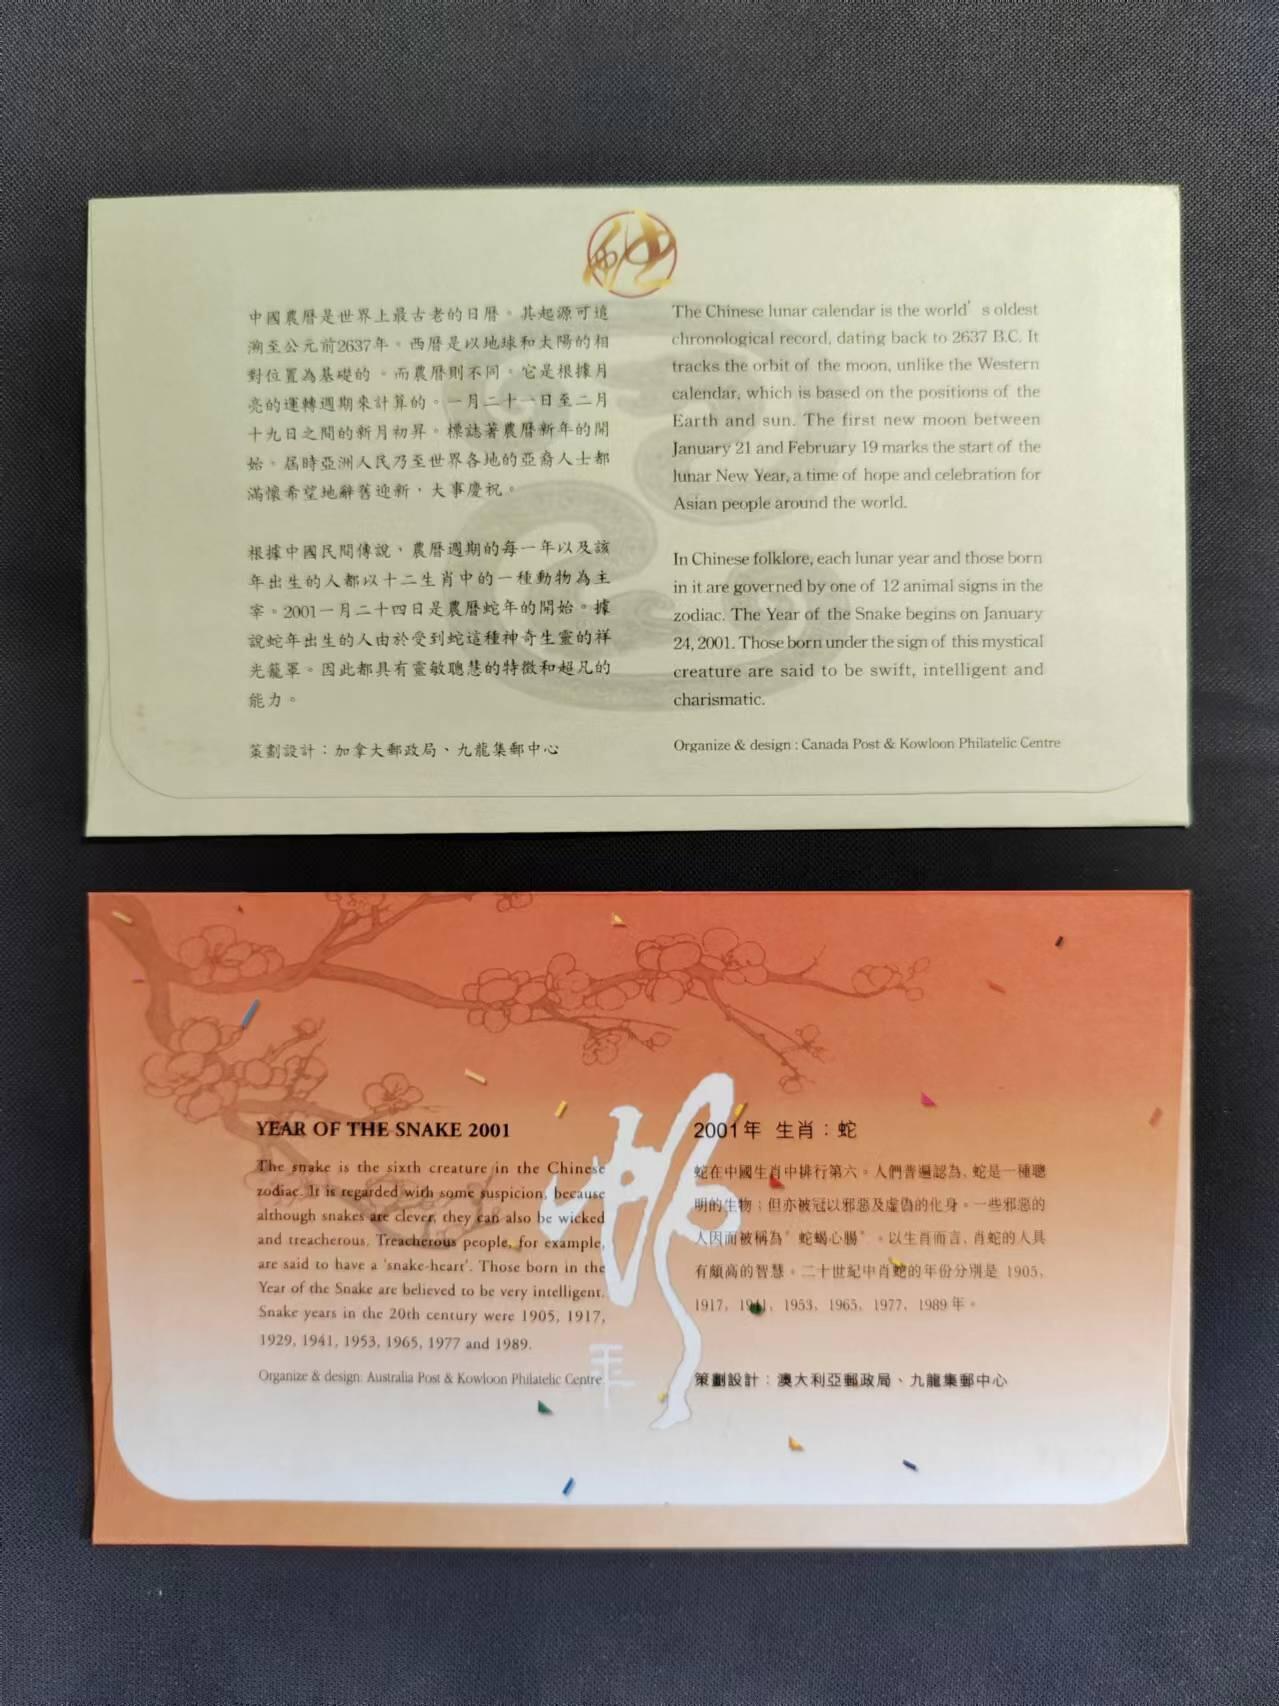 蛇
中國農曆是世界上最古老的日曆。其起源可追
溯至公元前2637年。西曆是以地球和太陽的相
對位置為基礎的。而農曆則不同。它是根據月
亮的運轉週期來計算的。一月二十一日至二月
十九日之間的新月初昇。標誌著農曆新年的開
始。屆時亞洲人民乃至世界各地的亞裔人士都
滿懷希望地辭舊迎新，大事慶祝。
根據中國民間傳說、農曆週期的每一年以及該
年出生的人都以十二生肖中的一種動物為主
宰。2001一月二十四日是農曆蛇年的開始。據
說蛇年出生的人由於受到蛇這種神奇生靈的祥
光籠罩。因此都具有靈敏聰慧的特徵和超凡的
能力。
策劃設計：加拿大郵政局、九龍集郵中心
The Chinese lunar calendar is the world's oldest
chronological record, dating back to 2637 B.C. It
tracks the orbit of the moon, unlike the Western
calendar, which is based on the positions of the
Earth and sun. The first new moon between
January 21 and February 19 marks the start of the
lunar New Year, a time of hope and celebration for
Asian people around the world.
In Chinese folklore, each lunar year and those born
in it are governed by one of 12 animal signs in the
zodiac. The Year of the Snake begins on January
24, 2001. Those born under the sign of this mystical
creature are said to be swift, intelligent and
charismatic.
Organize & design : Canada Post & Kowloon Philatelic Centre
YEAR OF THE SNAKE 2001
The snake is the sixth creature in the Chinese
zodiac. It is regarded with some suspicion, because
although snakes are clever, they can also be wicked
and treacherous. Treacherous people, for example,
are said to have a 'snake-heart'. Those born in the
Year of the Snake are believed to be very intelligent.
Snake years in the 20th century were 1905, 1917,
1929, 1941, 1953, 1965, 1977 and 1989.
Organize & design: Australia Post & Kowloon Philatelic Centre
年
2001年 生肖：蛇
蛇在中國生肖中排行第六。人們普遍認為，蛇是一種聰
明的生物；但亦被冠以邪惡及虛偽的化身。一些邪惡的
人因而被稱為"蛇蝎心腸"。以生肖而言，肖蛇的人具
有頗高的智慧。二十世紀中肖蛇的年份分別是 1905,
1917, 1941, 1953, 1965, 1977, 1989年。
策劃設計：澳大利亞郵政局、九龍集郵中心